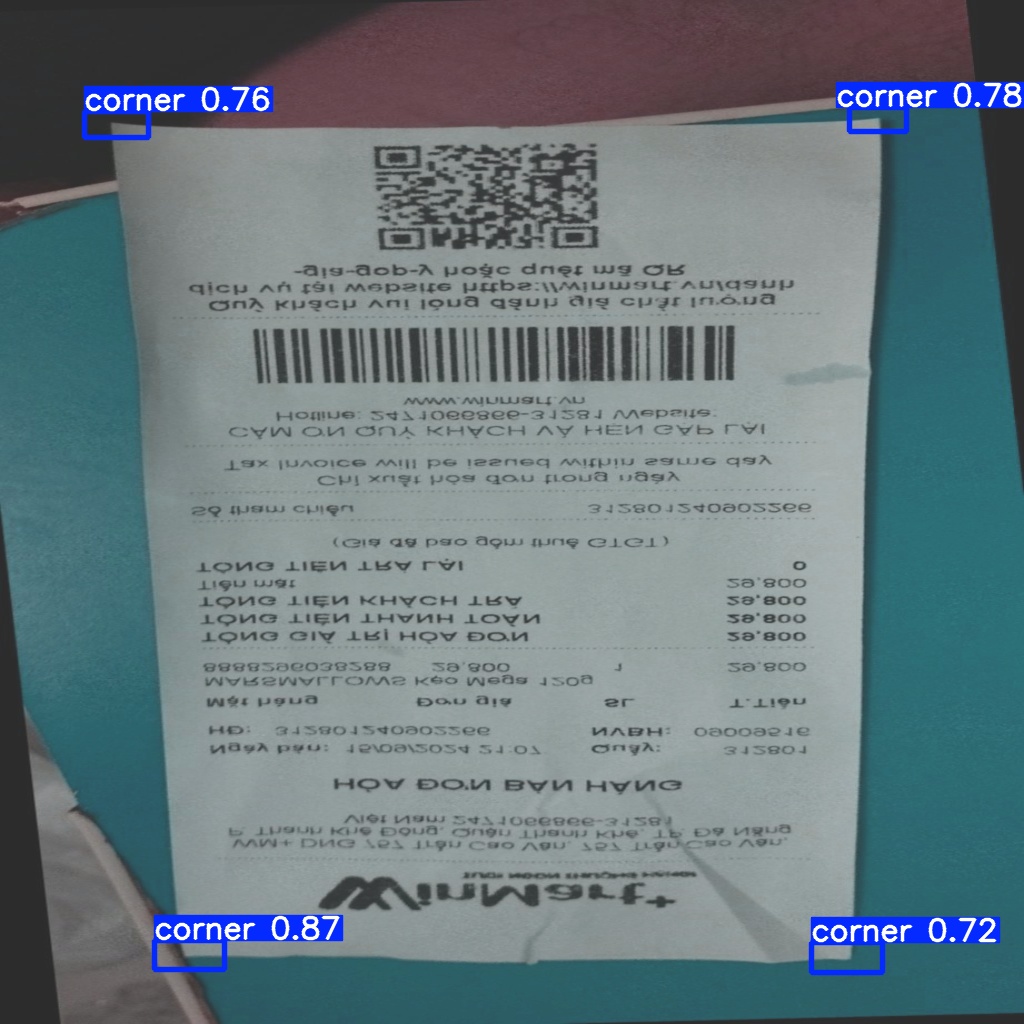 corner 0.76
corner 0.78
WinMart+
WM+ DNG 757 Trần Cao Vân, 757 Trần Cao Vân,
P. Thanh Khê Đông, Quận Thanh Khê, TP. Đà Nẵng
Việt Nam 2471066866-31281
HÓA ĐƠN BÁN HÀNG
Ngày bán: 15/09/2024 21:07 Quầy: 312801
HĐ: 312801240902266 NVBH: 09009516
Mặt hàng Đơn giá SL T.Tiền
MARSMALLOWS Kẹo Mega 120g
8888296038288 29,800 1 29,800
TỔNG GIÁ TRỊ HÓA ĐƠN 29,800
TỔNG TIỀN THANH TOÁN 29,800
TỔNG TIỀN KHÁCH TRẢ 29,800
Tiền mặt 29,800
TỔNG TIỀN TRẢ LẠI 0
(Giá đã bao gồm thuế GTGT)
Số tham chiếu 312801240902266
Chỉ xuất hóa đơn trong ngày
Tax Invoice will be issued within same day
CẢM ƠN QUÝ KHÁCH VÀ HẸN GẶP LẠI
Hotline: 2471066866-31281 Website:
www.winmart.vn
Quý khách vui lòng đánh giá chất lượng
dịch vụ tại website https://winmart.vn/danh
-gia-gop-y hoặc quét mã QR
corner 0.87
corner 0.72